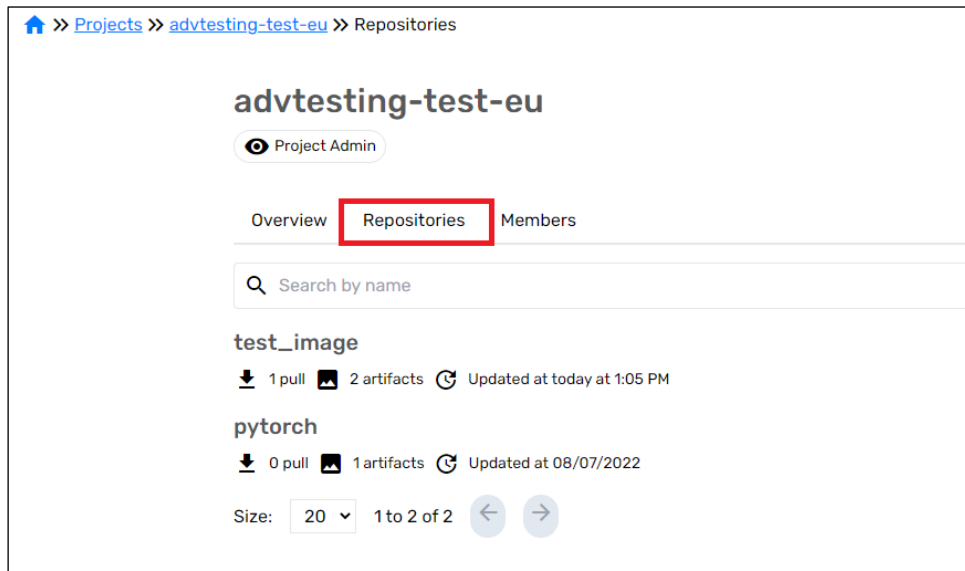 Projects advtesting-test-eu Repositories
advtesting-test-eu
Project Admin
Overview Repositories Members
Search by name
test_image
1 pull 2 artifacts Updated at today at 1:05 PM
pytorch
0 pull 1 artifacts Updated at 08/07/2022
Size: 20 1 to 2 of 2